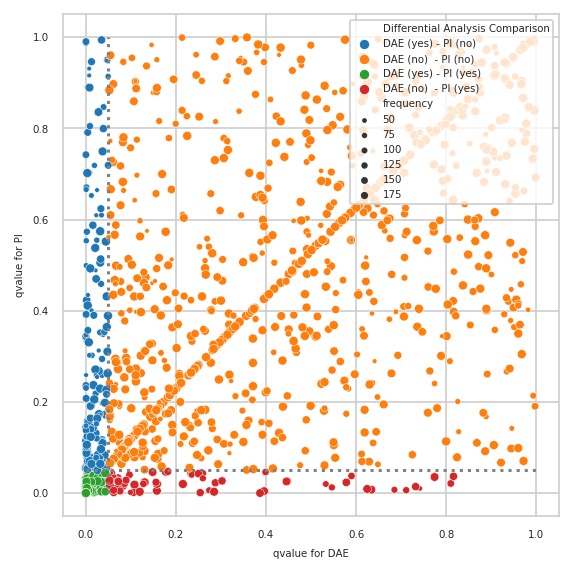 Differential Analysis Comparison
DAE (yes) - PI (no)
DAE (no)  - PI (no)
DAE (yes) - PI (yes)
DAE (no)  - PI (yes)
frequency
50
75
100
125
150
175
1.0
0.8
0.6
0.4
0.2
0.0
qvalue for PI
0.0
0.2
0.4
0.6
0.8
1.0
qvalue for DAE